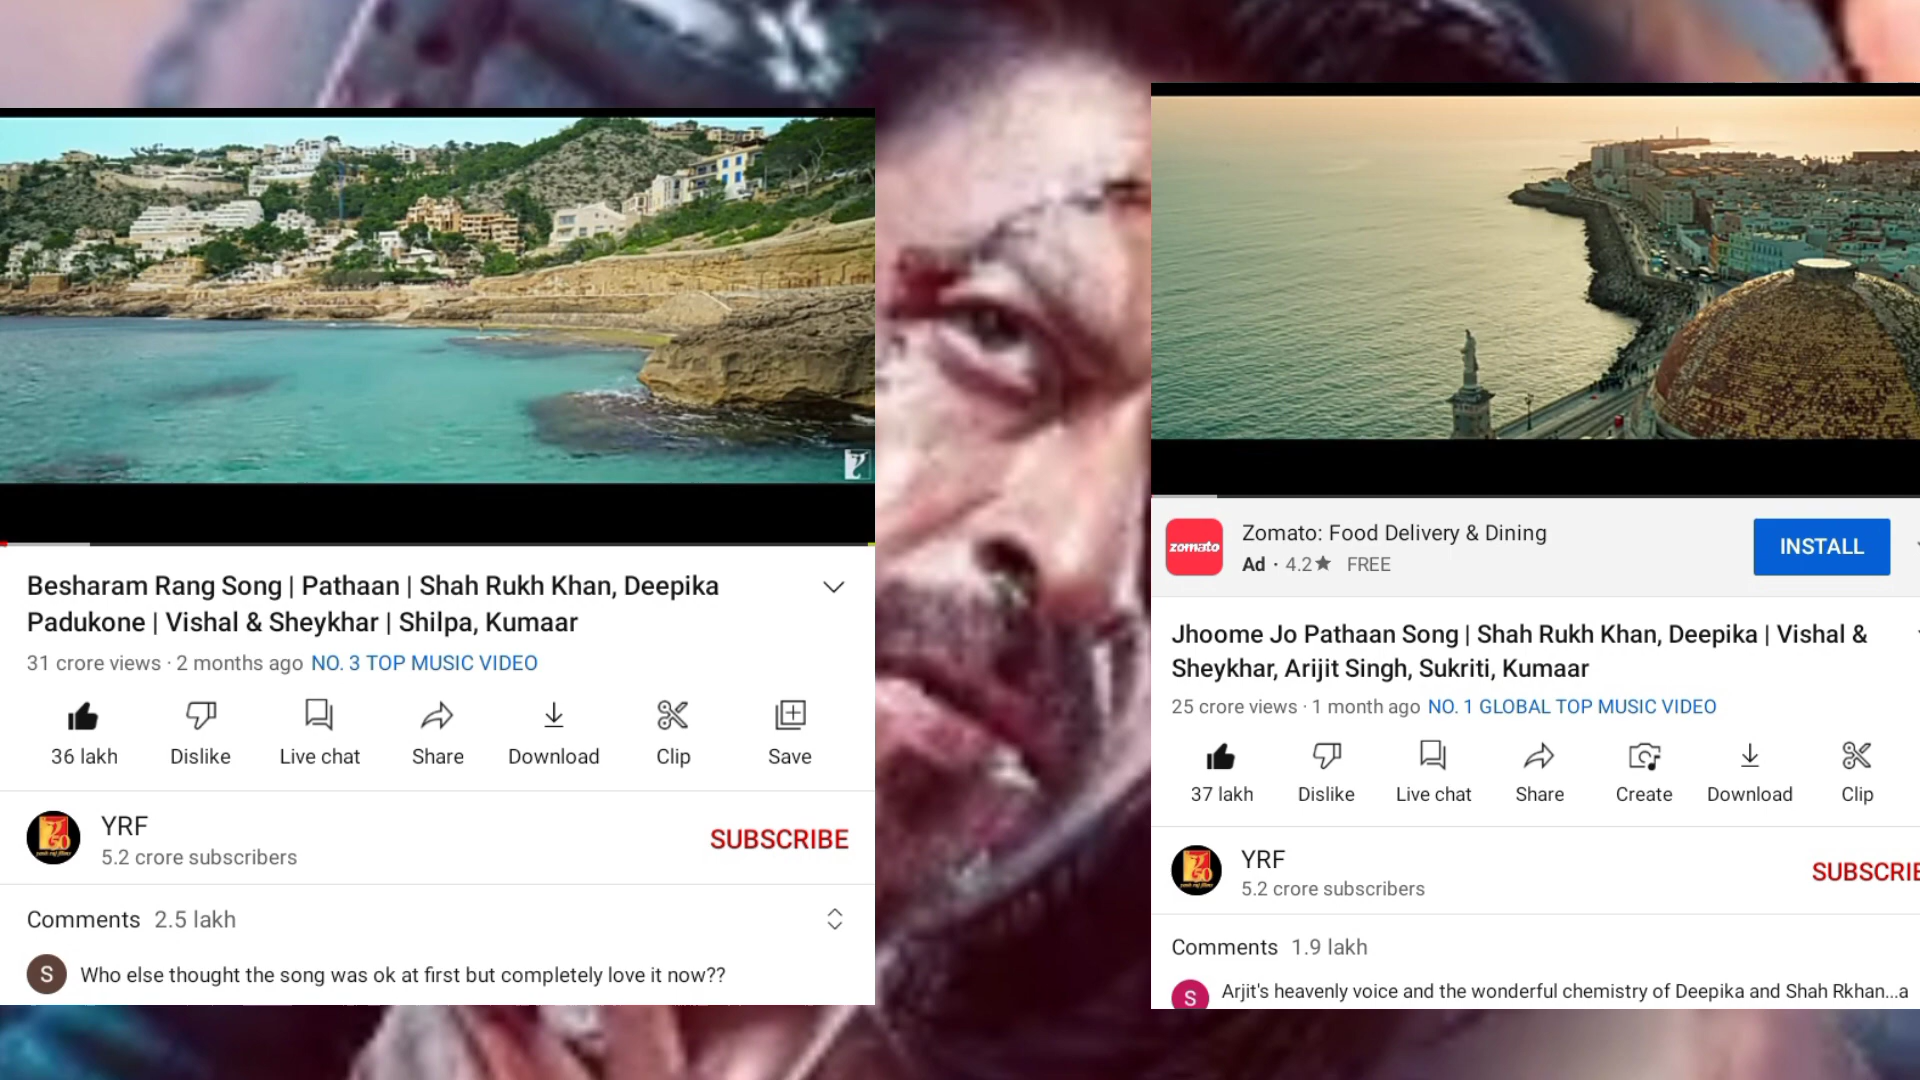 Besharam Rang Song | Pathaan | Shah Rukh Khan, Deepika
Padukone | Vishal & Sheykhar | Shilpa, Kumaar
31 crore views · 2 months ago NO. 3 TOP MUSIC VIDEO
36 lakh Dislike Live chat Share Download Clip Save
YRF
5.2 crore subscribers
SUBSCRIBE
Comments 2.5 lakh
S Who else thought the song was ok at first but completely love it now??
zomato
Zomato: Food Delivery & Dining
Ad · 4.2★ FREE
INSTALL
Jhoome Jo Pathaan Song | Shah Rukh Khan, Deepika | Vishal &
Sheykhar, Arijit Singh, Sukriti, Kumaar
25 crore views · 1 month ago NO. 1 GLOBAL TOP MUSIC VIDEO
37 lakh Dislike Live chat Share Create Download Clip
YRF
5.2 crore subscribers
SUBSCRIBE
Comments 1.9 lakh
S Arjit's heavenly voice and the wonderful chemistry of Deepika and Shah Rkhan...a